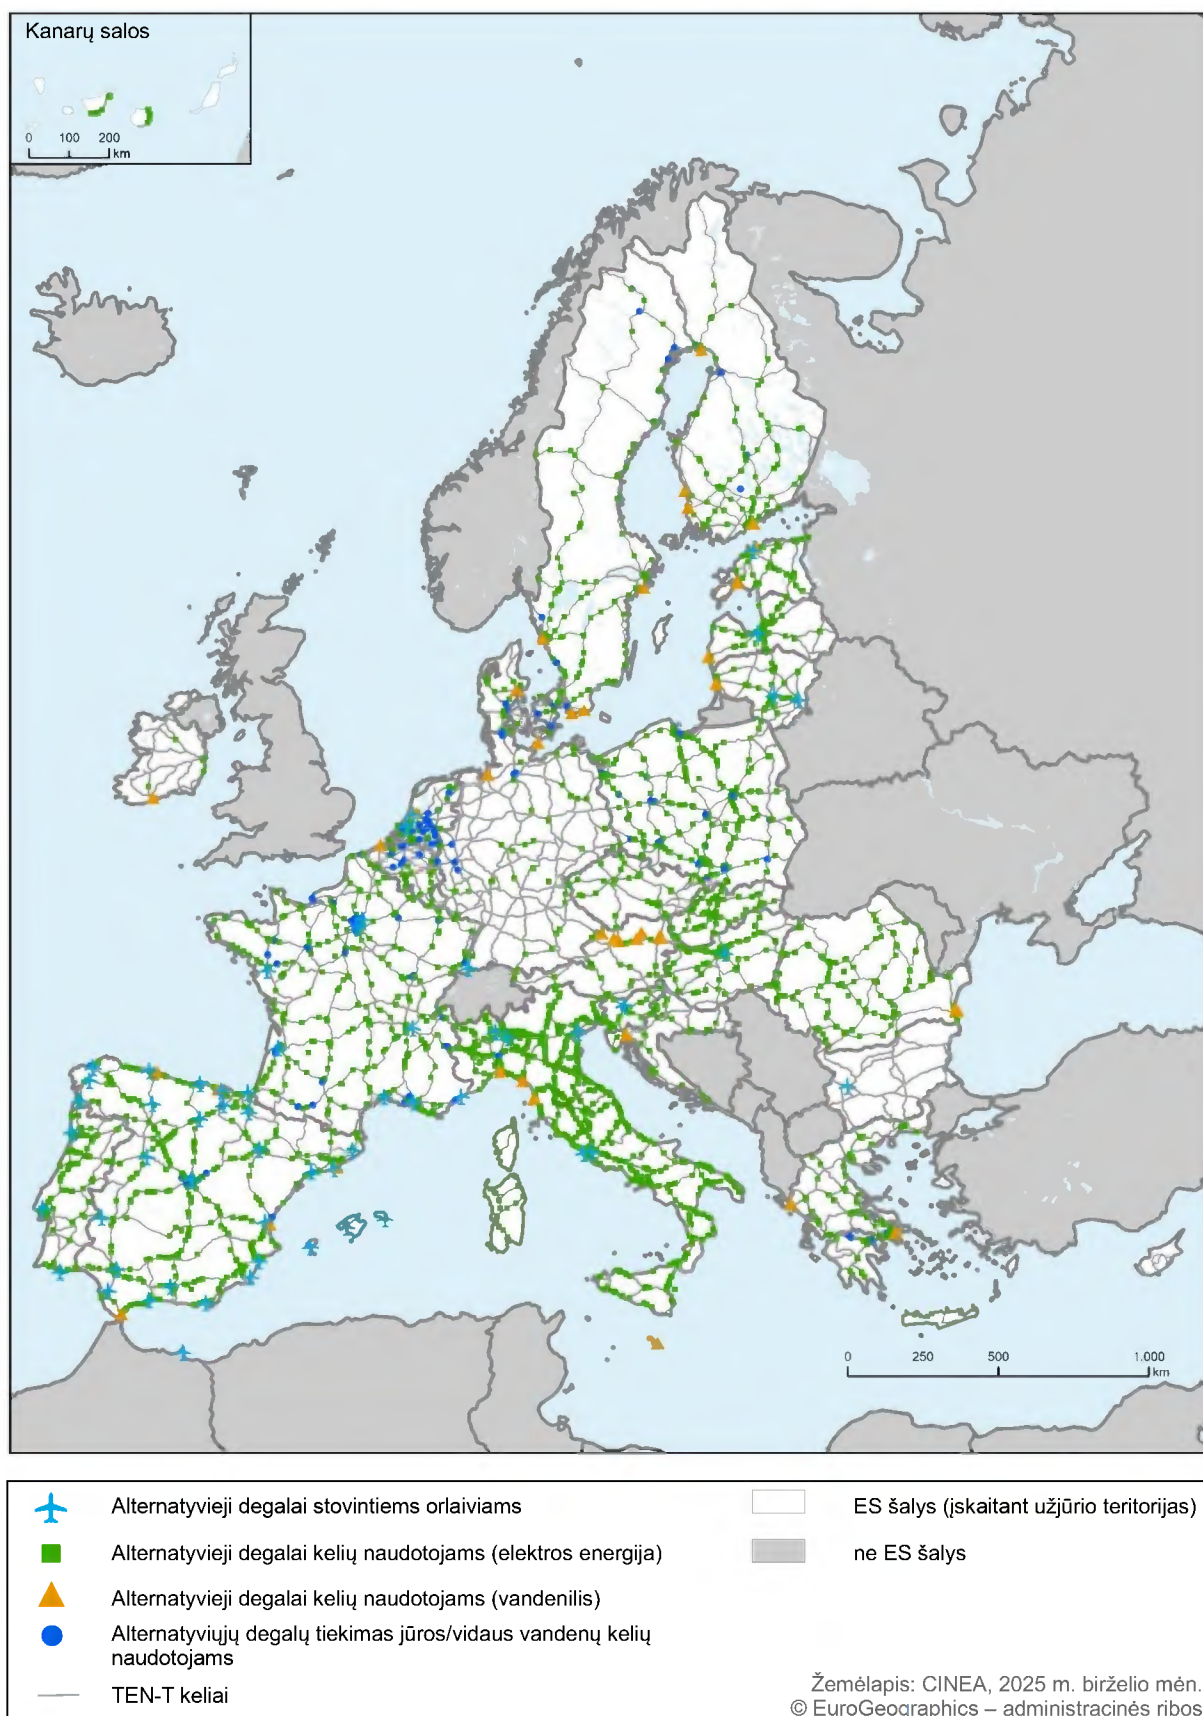 Kanarų salos
0 100 200
km
0 250 500 1.000
km
Alternatyvieji degalai stovintiems orlaiviams
Alternatyvieji degalai kelių naudotojams (elektros energija)
Alternatyvieji degalai kelių naudotojams (vandenilis)
Alternatyviųjų degalų tiekimas jūros/vidaus vandenų kelių
naudotojams
TEN-T keliai
ES šalys (įskaitant užjūrio teritorijas)
ne ES šalys
Žemėlapis: CINEA, 2025 m. birželio mėn.
© EuroGeographics – administracinės ribos